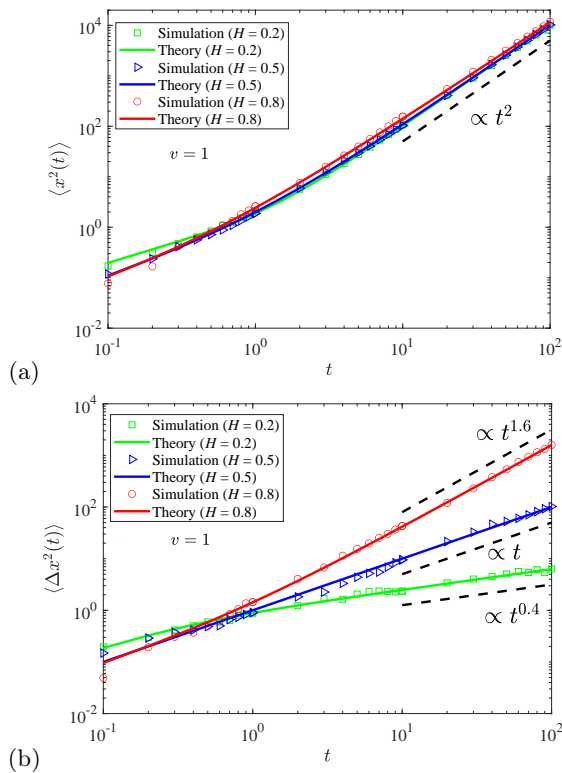 10^4
10^2
10^0
10^-2
⟨x^2(t)⟩
Simulation (H = 0.2)
Theory (H = 0.2)
Simulation (H = 0.5)
Theory (H = 0.5)
Simulation (H = 0.8)
Theory (H = 0.8)
v = 1
∝ t^2
10^-1 10^0 10^1 10^2
t
(a)
10^4
10^2
10^0
10^-2
⟨Δx^2(t)⟩
Simulation (H = 0.2)
Theory (H = 0.2)
Simulation (H = 0.5)
Theory (H = 0.5)
Simulation (H = 0.8)
Theory (H = 0.8)
v = 1
∝ t^1.6
∝ t
∝ t^0.4
10^-1 10^0 10^1 10^2
t
(b)